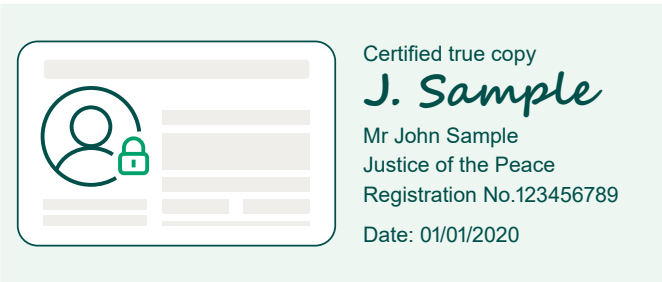 Certified true copy
J. Sample
Mr John Sample
Justice of the Peace
Registration No.123456789
Date: 01/01/2020